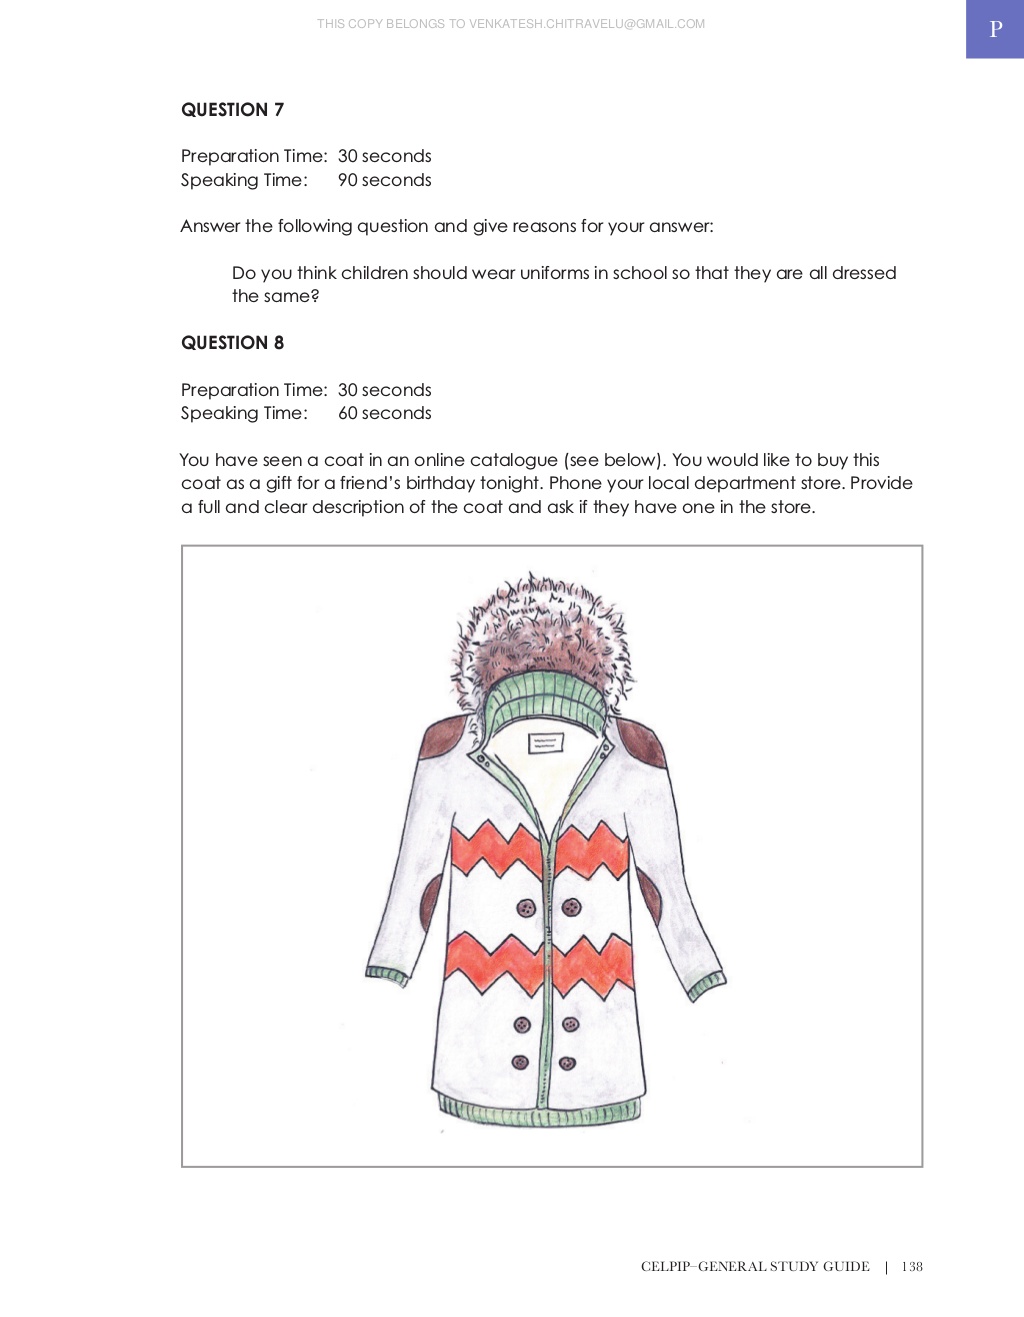 THIS COPY BELONGS TO VENKATESH.CHITRAVELU@GMAIL.COM
P
QUESTION 7
Preparation Time: 30 seconds
Speaking Time: 90 seconds
Answer the following question and give reasons for your answer:
Do you think children should wear uniforms in school so that they are all dressed
the same?
QUESTION 8
Preparation Time: 30 seconds
Speaking Time: 60 seconds
You have seen a coat in an online catalogue (see below). You would like to buy this
coat as a gift for a friend’s birthday tonight. Phone your local department store. Provide
a full and clear description of the coat and ask if they have one in the store.
CELPIP–GENERAL STUDY GUIDE | 138